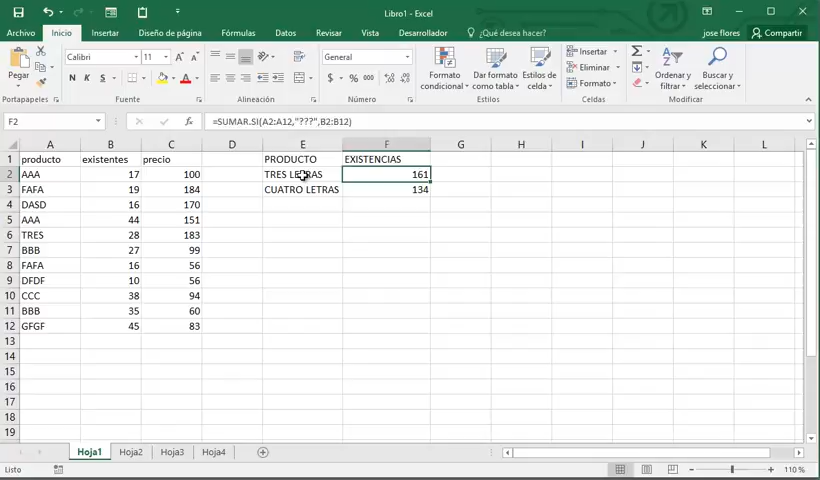 Libro1 - Excel
Archivo Inicio Insertar Diseño de página Fórmulas Datos Revisar Vista Desarrollador ¿Qué desea hacer? jose flores Compartir
Pegar
Calibri 11
N K S
General
$ % 000
Formato condicional
Dar formato como tabla
Estilos de celda
Insertar
Eliminar
Formato
Ordenar y filtrar
Buscar y seleccionar
Portapapeles Fuente Alineación Número Estilos Celdas Modificar
F2 fx =SUMAR.SI(A2:A12,"???",B2:B12)
A B C D E F G H I J K L
1 producto existentes precio PRODUCTO EXISTENCIAS
2 AAA 17 100 TRES LETRAS 161
3 FAFA 19 184 CUATRO LETRAS 134
4 DASD 16 170
5 AAA 44 151
6 TRES 28 183
7 BBB 27 99
8 FAFA 16 56
9 DFDF 10 56
10 CCC 38 94
11 BBB 35 60
12 GFGF 45 83
13
14
15
16
17
18
19
Hoja1 Hoja2 Hoja3 Hoja4
Listo 110 %